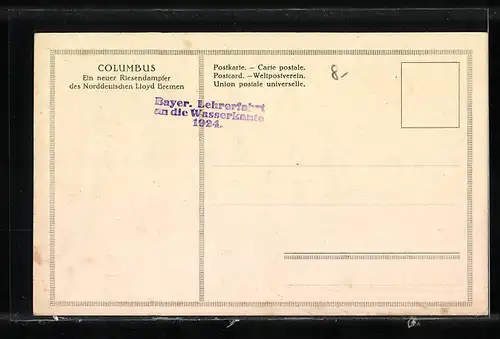 COLUMBUS
Ein neuer Riesendampfer
des Norddeutschen Lloyd Bremen
Postkarte. – Carte postale.
Postcard. – Weltpostverein.
Union postale universelle.
8.-
Bayer. Lehrerfahrt
an die Wasserkante
1924.